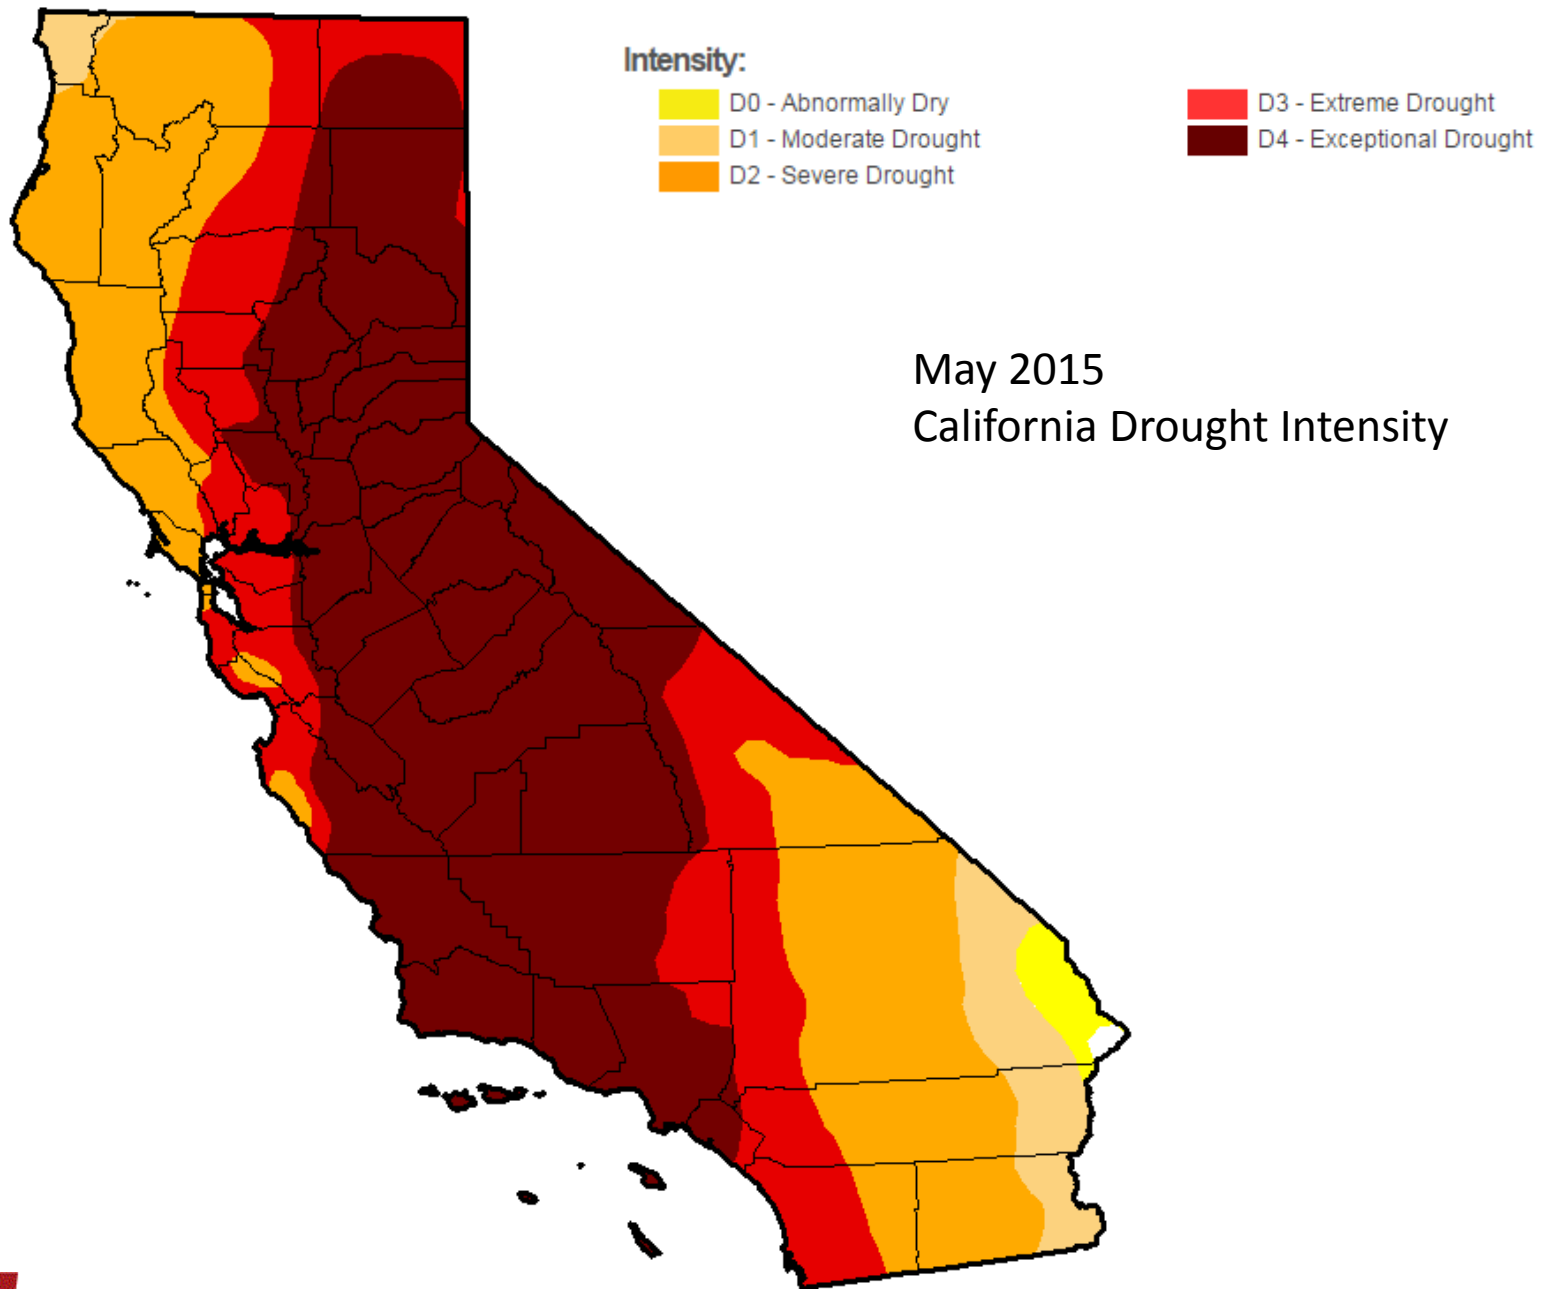 Intensity:
D0 - Abnormally Dry
D1 - Moderate Drought
D2 - Severe Drought
D3 - Extreme Drought
D4 - Exceptional Drought
May 2015
California Drought Intensity